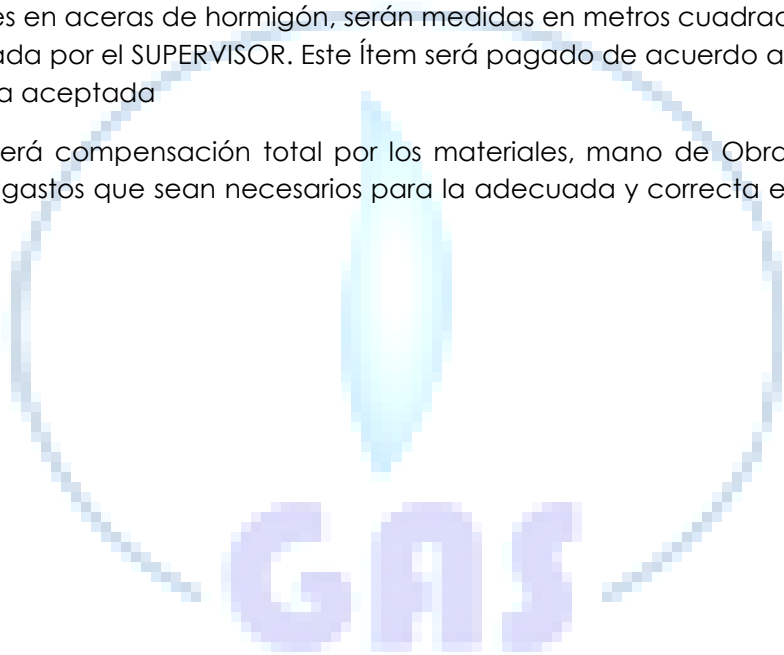 es en aceras de hormigón, serán medidas en metros cuadrad
ada por el SUPERVISOR. Este Ítem será pagado de acuerdo a
a aceptada
erá compensación total por los materiales, mano de Obra
gastos que sean necesarios para la adecuada y correcta e
GAS